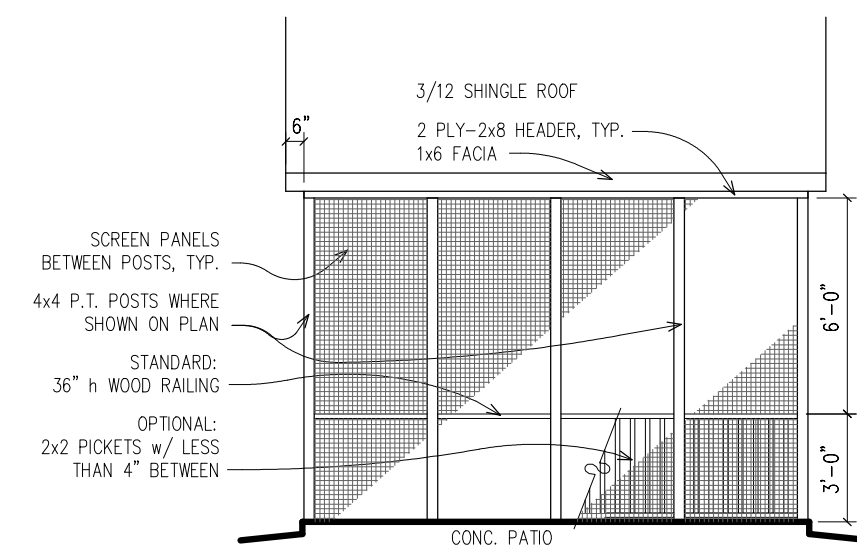 3/12 SHINGLE ROOF
6"
2 PLY-2x8 HEADER, TYP.
1x6 FACIA
SCREEN PANELS
BETWEEN POSTS, TYP.
4x4 P.T. POSTS WHERE
SHOWN ON PLAN
STANDARD:
36" h WOOD RAILING
OPTIONAL:
2x2 PICKETS w/ LESS
THAN 4" BETWEEN
6'-0"
3'-0"
CONC. PATIO